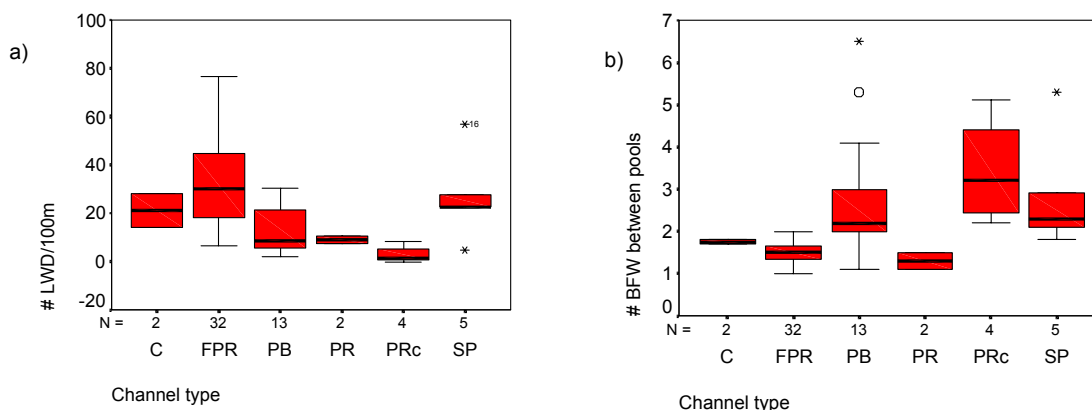 a)
# LWD/100m
100
80
60
40
20
0
-20
16
N = 2 32 13 2 4 5
C FPR PB PR PRc SP
Channel type
b)
# BFW between pools
7
6
5
4
3
2
1
0
N = 2 32 13 2 4 5
C FPR PB PR PRc SP
Channel type